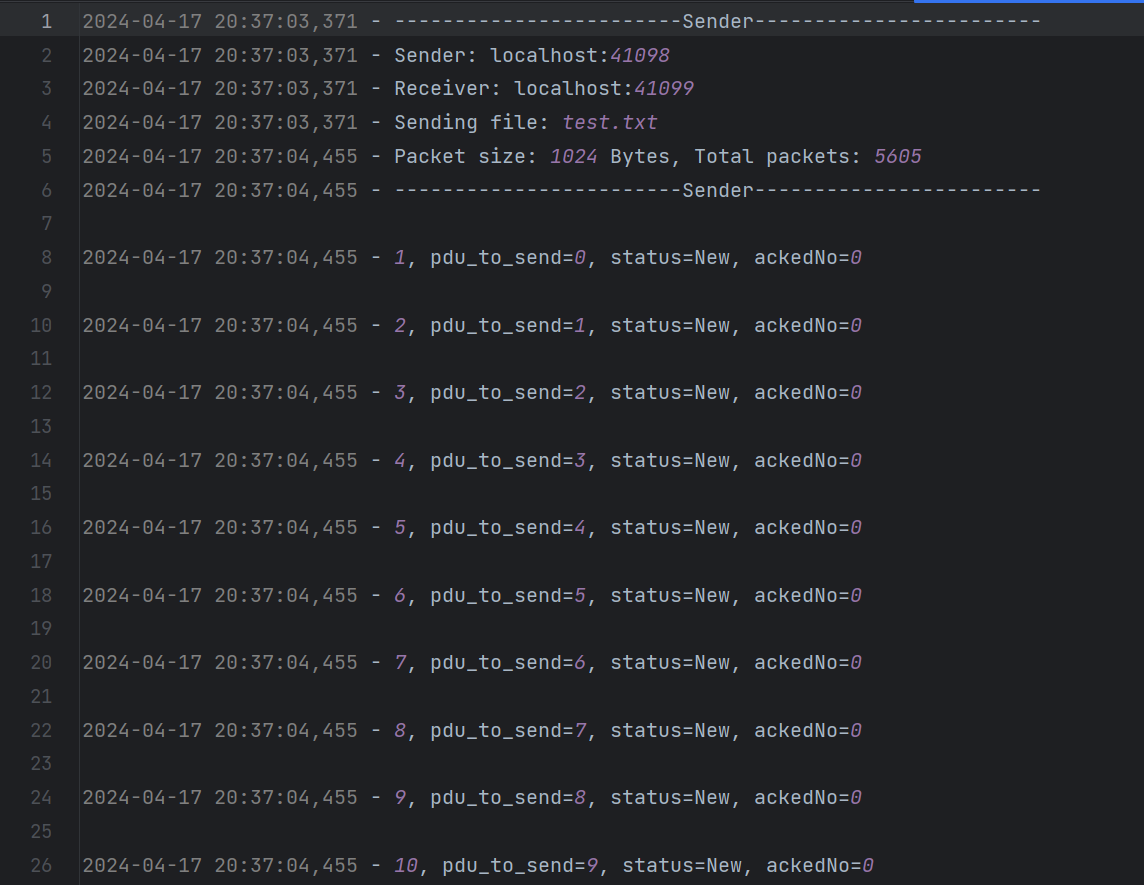 1 2024-04-17 20:37:03,371 - ------------------------Sender------------------------
2 2024-04-17 20:37:03,371 - Sender: localhost:41098
3 2024-04-17 20:37:03,371 - Receiver: localhost:41099
4 2024-04-17 20:37:03,371 - Sending file: test.txt
5 2024-04-17 20:37:04,455 - Packet size: 1024 Bytes, Total packets: 5605
6 2024-04-17 20:37:04,455 - ------------------------Sender------------------------
7
8 2024-04-17 20:37:04,455 - 1, pdu_to_send=0, status=New, ackedNo=0
9
10 2024-04-17 20:37:04,455 - 2, pdu_to_send=1, status=New, ackedNo=0
11
12 2024-04-17 20:37:04,455 - 3, pdu_to_send=2, status=New, ackedNo=0
13
14 2024-04-17 20:37:04,455 - 4, pdu_to_send=3, status=New, ackedNo=0
15
16 2024-04-17 20:37:04,455 - 5, pdu_to_send=4, status=New, ackedNo=0
17
18 2024-04-17 20:37:04,455 - 6, pdu_to_send=5, status=New, ackedNo=0
19
20 2024-04-17 20:37:04,455 - 7, pdu_to_send=6, status=New, ackedNo=0
21
22 2024-04-17 20:37:04,455 - 8, pdu_to_send=7, status=New, ackedNo=0
23
24 2024-04-17 20:37:04,455 - 9, pdu_to_send=8, status=New, ackedNo=0
25
26 2024-04-17 20:37:04,455 - 10, pdu_to_send=9, status=New, ackedNo=0